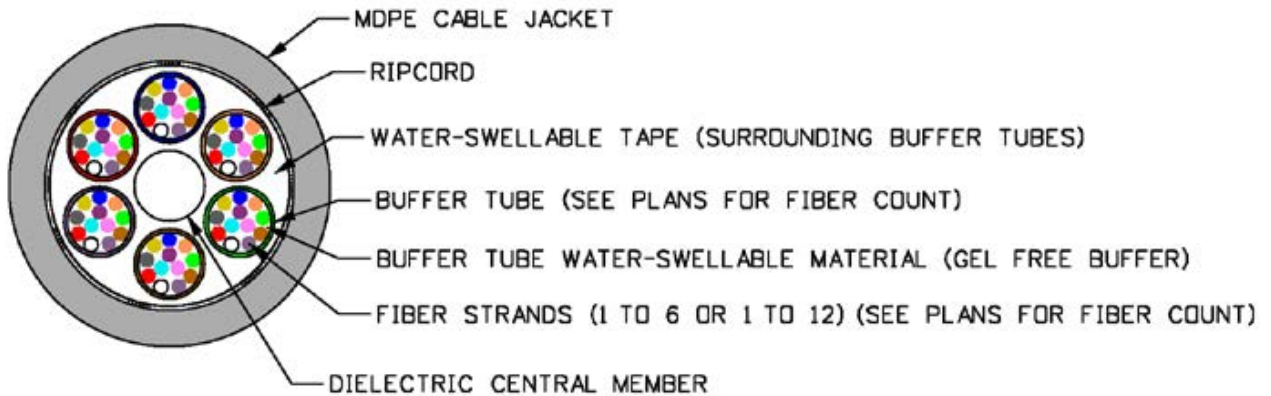 MDPE CABLE JACKET
RIPCORD
WATER-SWELLABLE TAPE (SURROUNDING BUFFER TUBES)
BUFFER TUBE (SEE PLANS FOR FIBER COUNT)
BUFFER TUBE WATER-SWELLABLE MATERIAL (GEL FREE BUFFER)
FIBER STRANDS (1 TO 6 OR 1 TO 12) (SEE PLANS FOR FIBER COUNT)
DIELECTRIC CENTRAL MEMBER